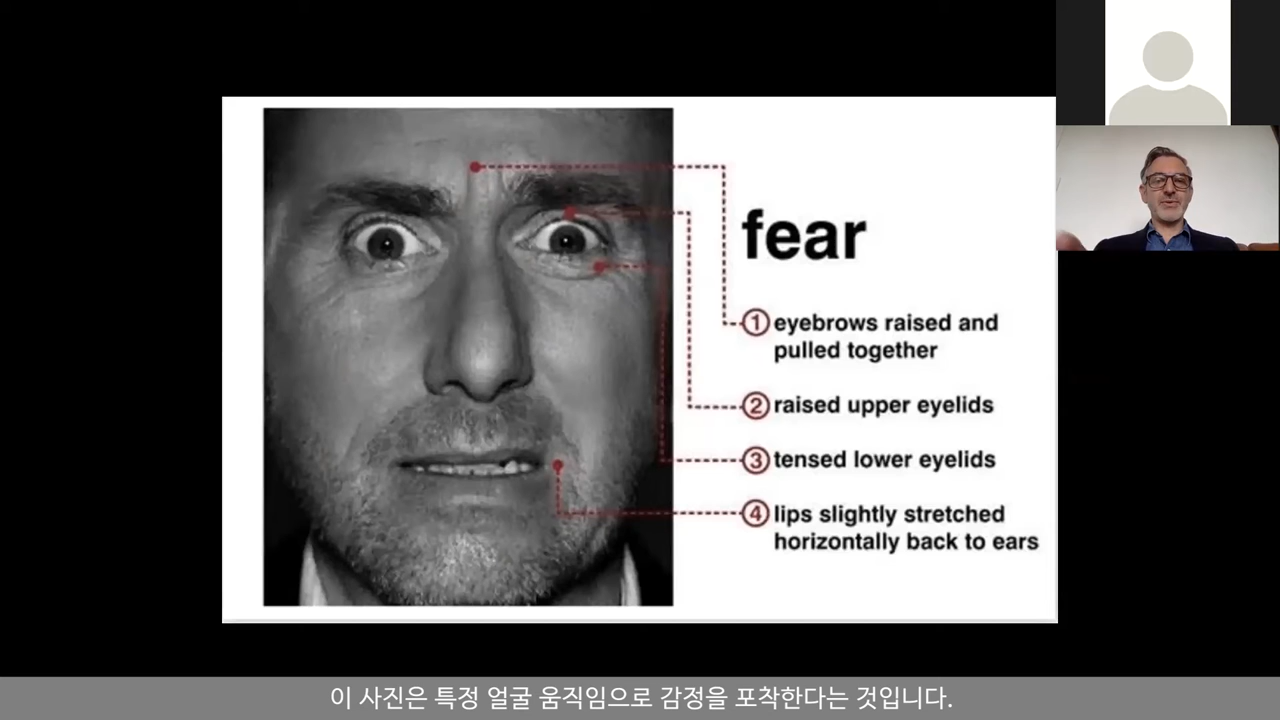 fear
① eyebrows raised and
pulled together
② raised upper eyelids
③ tensed lower eyelids
④ lips slightly stretched
horizontally back to ears
이 사진은 특정 얼굴 움직임으로 감정을 포착한다는 것입니다.